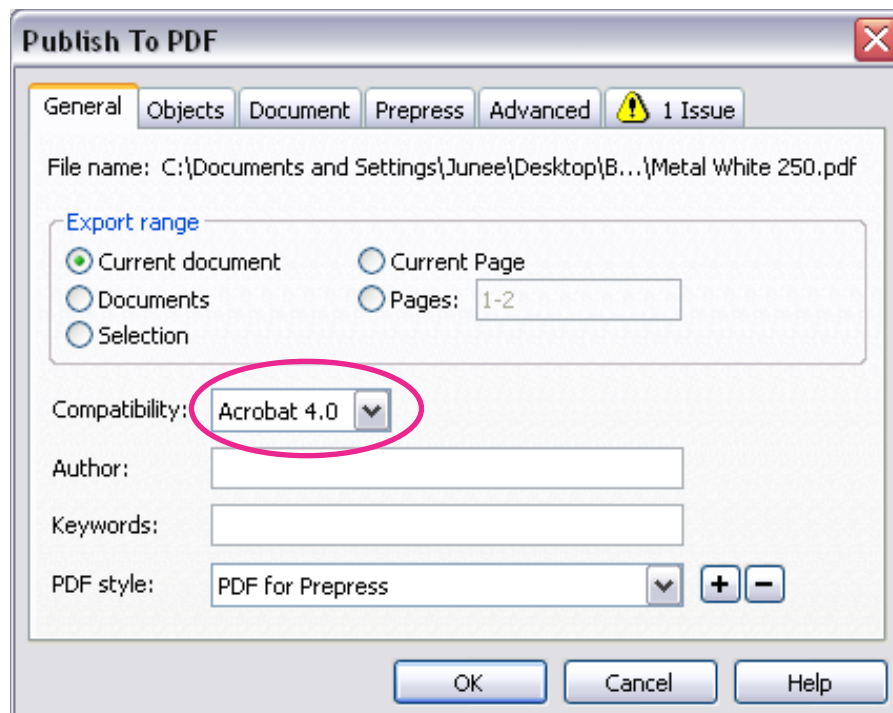 Publish To PDF
General Objects Document Prepress Advanced 1 Issue
File name: C:\Documents and Settings\Junee\Desktop\B...\Metal White 250.pdf
Export range
Current document Current Page
Documents Pages: 1-2
Selection
Compatibility: Acrobat 4.0
Author:
Keywords:
PDF style: PDF for Prepress
OK Cancel Help